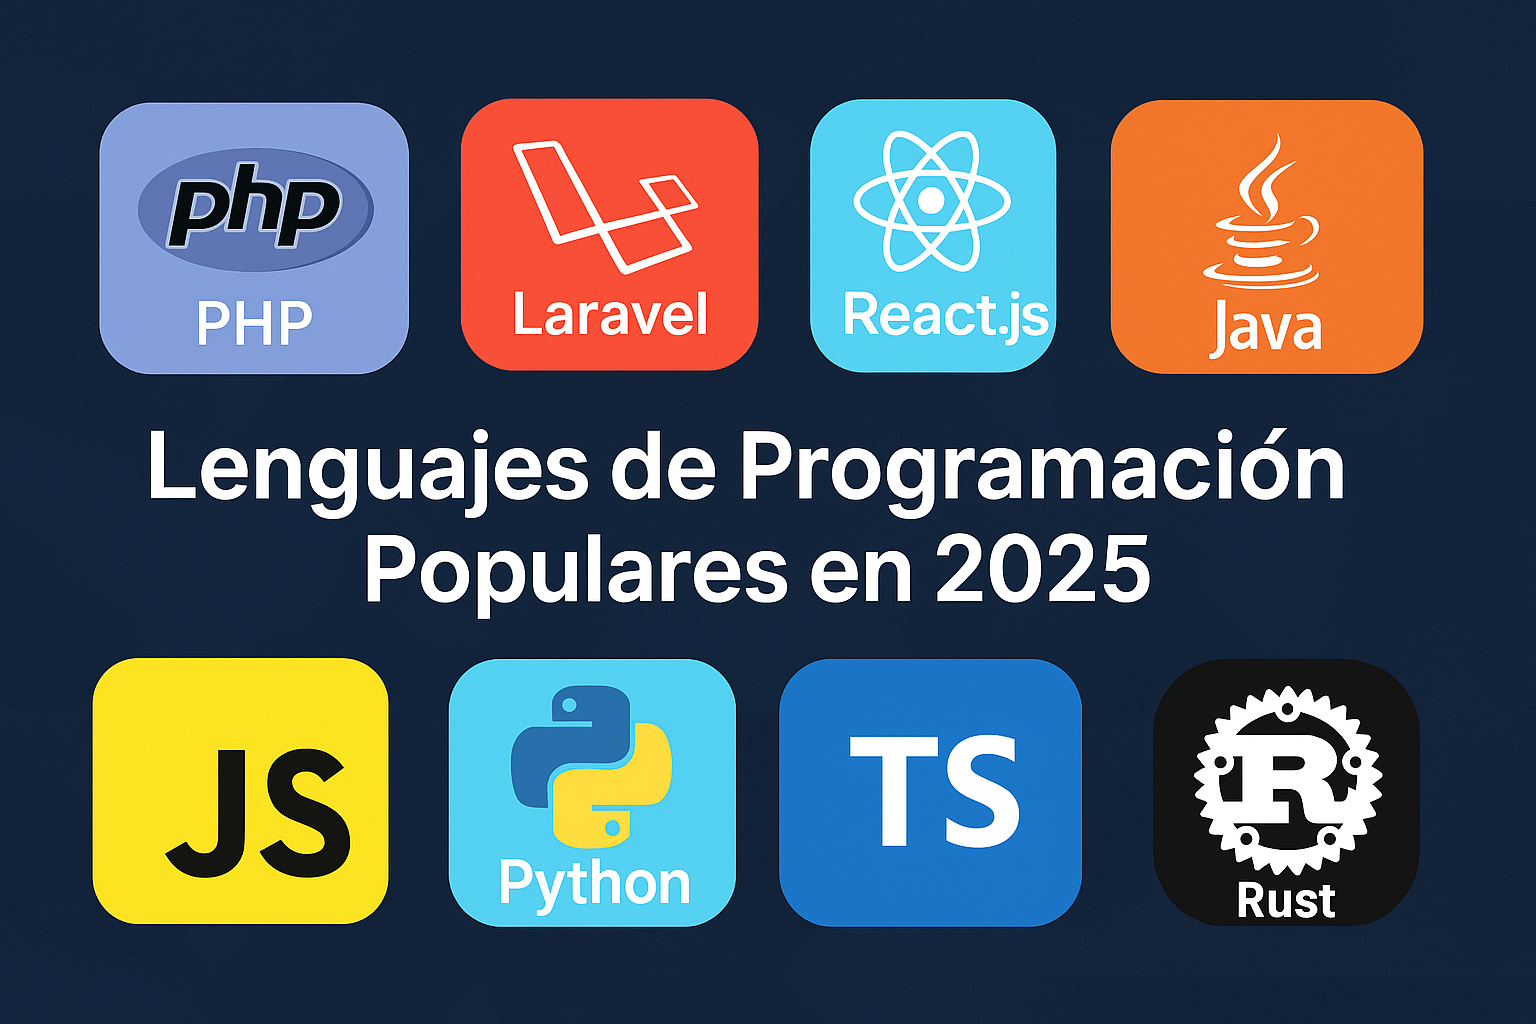 php
PHP
Laravel
React.js
Java
Lenguajes de Programación
Populares en 2025
JS
Python
TS
R
Rust